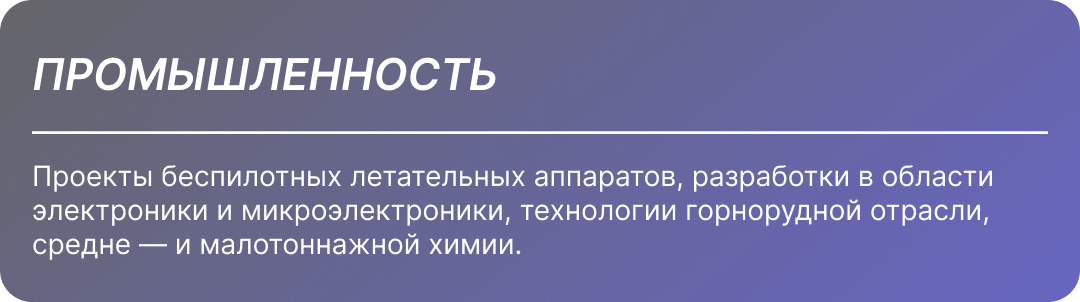 ПРОМЫШЛЕННОСТЬ
Проекты беспилотных летательных аппаратов, разработки в области
электроники и микроэлектроники, технологии горнорудной отрасли,
средне — и малотоннажной химии.